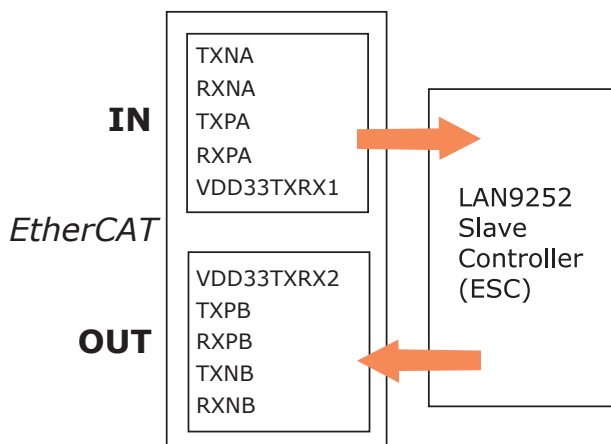 IN
EtherCAT
OUT
TXNA
RXNA
TXPA
RXPA
VDD33TXRX1
VDD33TXRX2
TXPB
RXPB
TXNB
RXNB
LAN9252
Slave
Controller
(ESC)